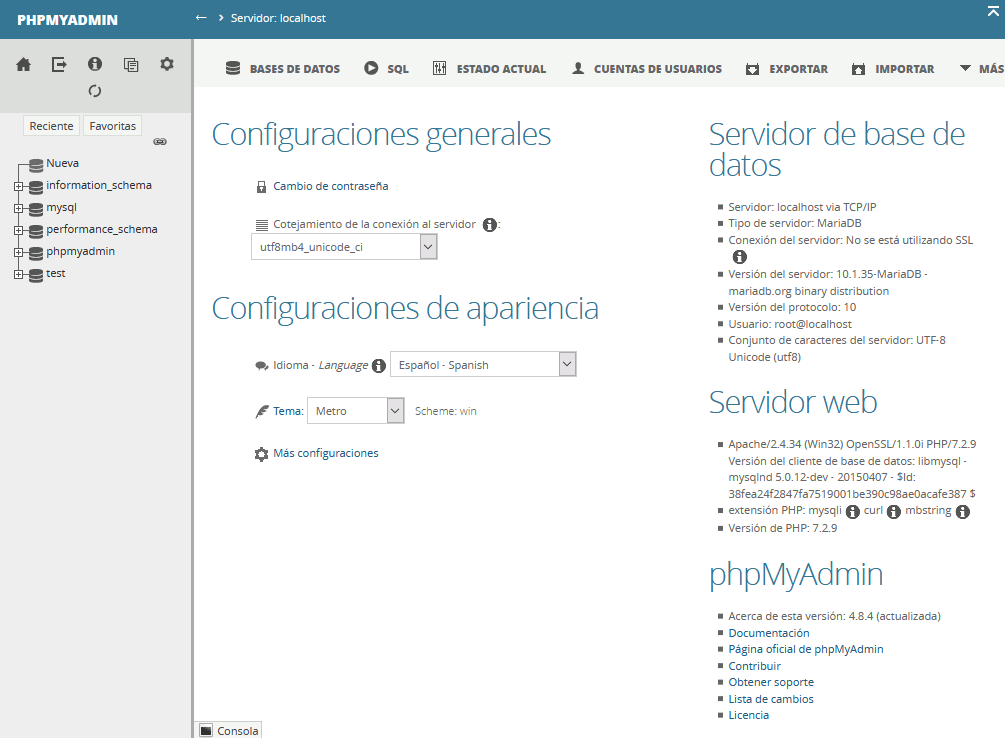 PHPMYADMIN
← › Servidor: localhost
Reciente
Favoritas
Nueva
information_schema
mysql
performance_schema
phpmyadmin
test
BASES DE DATOS
SQL
ESTADO ACTUAL
CUENTAS DE USUARIOS
EXPORTAR
IMPORTAR
MÁS
Configuraciones generales
Cambio de contraseña
Cotejamiento de la conexión al servidor :
utf8mb4_unicode_ci
Configuraciones de apariencia
Idioma - Language
Español - Spanish
Tema: Metro Scheme: win
Más configuraciones
Servidor de base de
datos
Servidor: localhost via TCP/IP
Tipo de servidor: MariaDB
Conexión del servidor: No se está utilizando SSL
Versión del servidor: 10.1.35-MariaDB -
mariadb.org binary distribution
Versión del protocolo: 10
Usuario: root@localhost
Conjunto de caracteres del servidor: UTF-8
Unicode (utf8)
Servidor web
Apache/2.4.34 (Win32) OpenSSL/1.1.0i PHP/7.2.9
Versión del cliente de base de datos: libmysql -
mysqlnd 5.0.12-dev - 20150407 - $Id:
38fea24f2847fa7519001be390c98ae0acafe387 $
extensión PHP: mysqli curl mbstring
Versión de PHP: 7.2.9
phpMyAdmin
Acerca de esta versión: 4.8.4 (actualizada)
Documentación
Página oficial de phpMyAdmin
Contribuir
Obtener soporte
Lista de cambios
Licencia
Consola